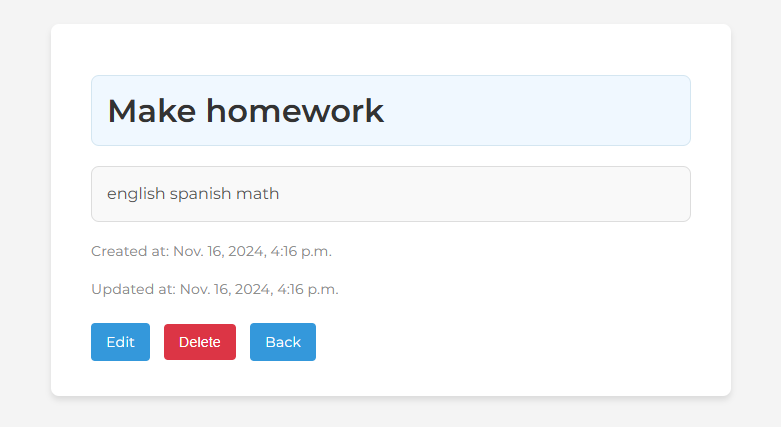 Make homework
english spanish math
Created at: Nov. 16, 2024, 4:16 p.m.
Updated at: Nov. 16, 2024, 4:16 p.m.
Edit Delete Back